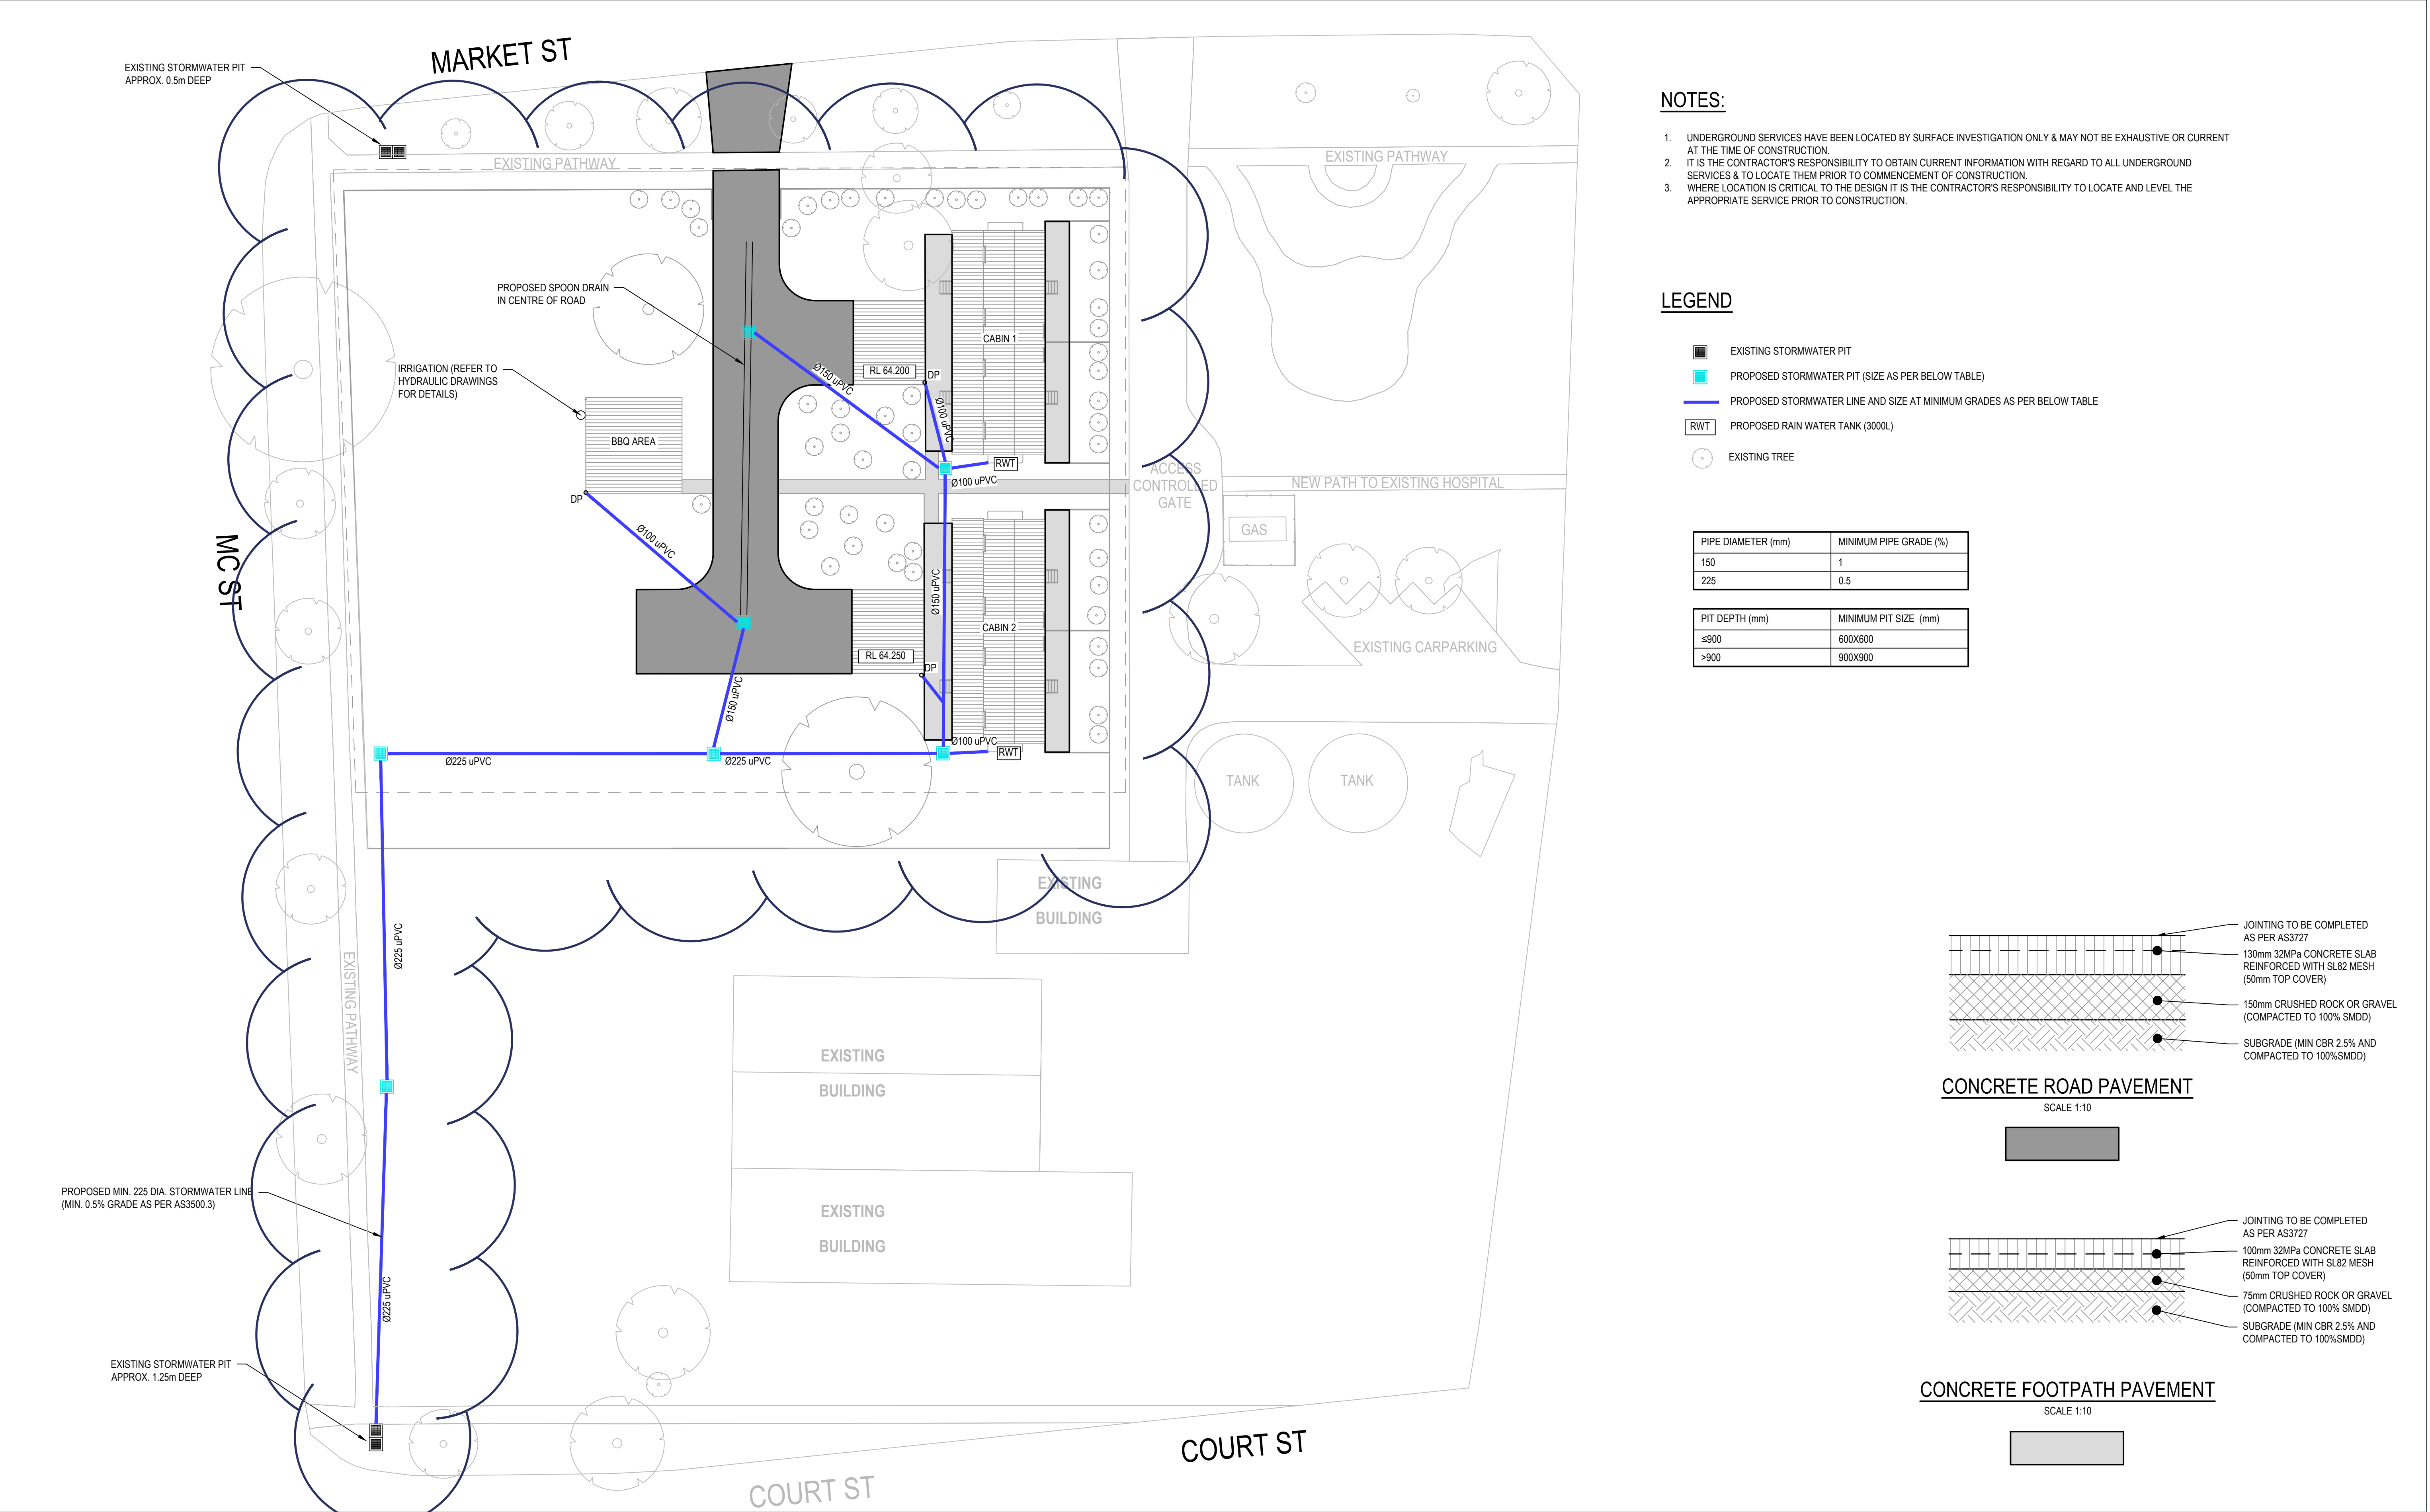 MARKET ST
EXISTING STORMWATER PIT
APPROX. 0.5m DEEP
EXISTING PATHWAY
EXISTING PATHWAY
PROPOSED SPOON DRAIN
IN CENTRE OF ROAD
IRRIGATION (REFER TO
HYDRAULIC DRAWINGS
FOR DETAILS)
BBQ AREA
DP
CABIN 1
RL 64.200
DP
Ø150 uPVC
Ø100 uPVC
RWT
Ø100 uPVC
ACCESS
CONTROLLED
GATE
NEW PATH TO EXISTING HOSPITAL
GAS
MC ST
Ø100 uPVC
Ø150 uPVC
CABIN 2
RL 64.250
DP
EXISTING CARPARKING
Ø150 uPVC
Ø100 uPVC
RWT
Ø225 uPVC
Ø225 uPVC
TANK
TANK
EXISTING
BUILDING
Ø225 uPVC
EXISTING PATHWAY
EXISTING
BUILDING
PROPOSED MIN. 225 DIA. STORMWATER LINE
(MIN. 0.5% GRADE AS PER AS3500.3)
EXISTING
BUILDING
Ø225 uPVC
EXISTING STORMWATER PIT
APPROX. 1.25m DEEP
COURT ST
COURT ST
NOTES:
1. UNDERGROUND SERVICES HAVE BEEN LOCATED BY SURFACE INVESTIGATION ONLY & MAY NOT BE EXHAUSTIVE OR CURRENT
AT THE TIME OF CONSTRUCTION.
2. IT IS THE CONTRACTOR'S RESPONSIBILITY TO OBTAIN CURRENT INFORMATION WITH REGARD TO ALL UNDERGROUND
SERVICES & TO LOCATE THEM PRIOR TO COMMENCEMENT OF CONSTRUCTION.
3. WHERE LOCATION IS CRITICAL TO THE DESIGN IT IS THE CONTRACTOR'S RESPONSIBILITY TO LOCATE AND LEVEL THE
APPROPRIATE SERVICE PRIOR TO CONSTRUCTION.
LEGEND
EXISTING STORMWATER PIT
PROPOSED STORMWATER PIT (SIZE AS PER BELOW TABLE)
PROPOSED STORMWATER LINE AND SIZE AT MINIMUM GRADES AS PER BELOW TABLE
RWT PROPOSED RAIN WATER TANK (3000L)
EXISTING TREE
PIPE DIAMETER (mm) MINIMUM PIPE GRADE (%)
150 1
225 0.5
PIT DEPTH (mm) MINIMUM PIT SIZE (mm)
≤900 600X600
>900 900X900
JOINTING TO BE COMPLETED
AS PER AS3727
130mm 32MPa CONCRETE SLAB
REINFORCED WITH SL82 MESH
(50mm TOP COVER)
150mm CRUSHED ROCK OR GRAVEL
(COMPACTED TO 100% SMDD)
SUBGRADE (MIN CBR 2.5% AND
COMPACTED TO 100%SMDD)
CONCRETE ROAD PAVEMENT
SCALE 1:10
JOINTING TO BE COMPLETED
AS PER AS3727
100mm 32MPa CONCRETE SLAB
REINFORCED WITH SL82 MESH
(50mm TOP COVER)
75mm CRUSHED ROCK OR GRAVEL
(COMPACTED TO 100% SMDD)
SUBGRADE (MIN CBR 2.5% AND
COMPACTED TO 100%SMDD)
CONCRETE FOOTPATH PAVEMENT
SCALE 1:10